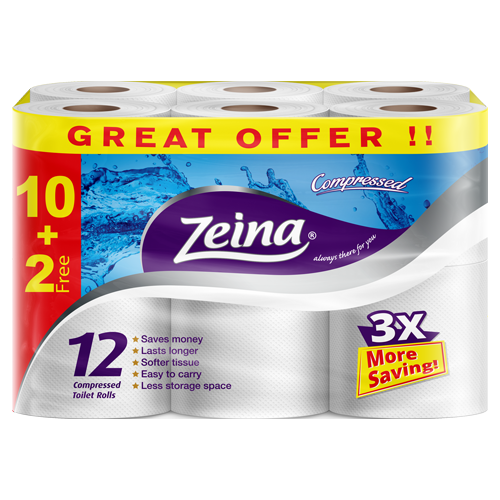 GREAT OFFER !!
10
+
2
Free
Compressed
Zeina®
always there for you
12
Compressed
Toilet Rolls
Saves money
Lasts longer
Softer tissue
Easy to carry
Less storage space
3X
More
Saving!